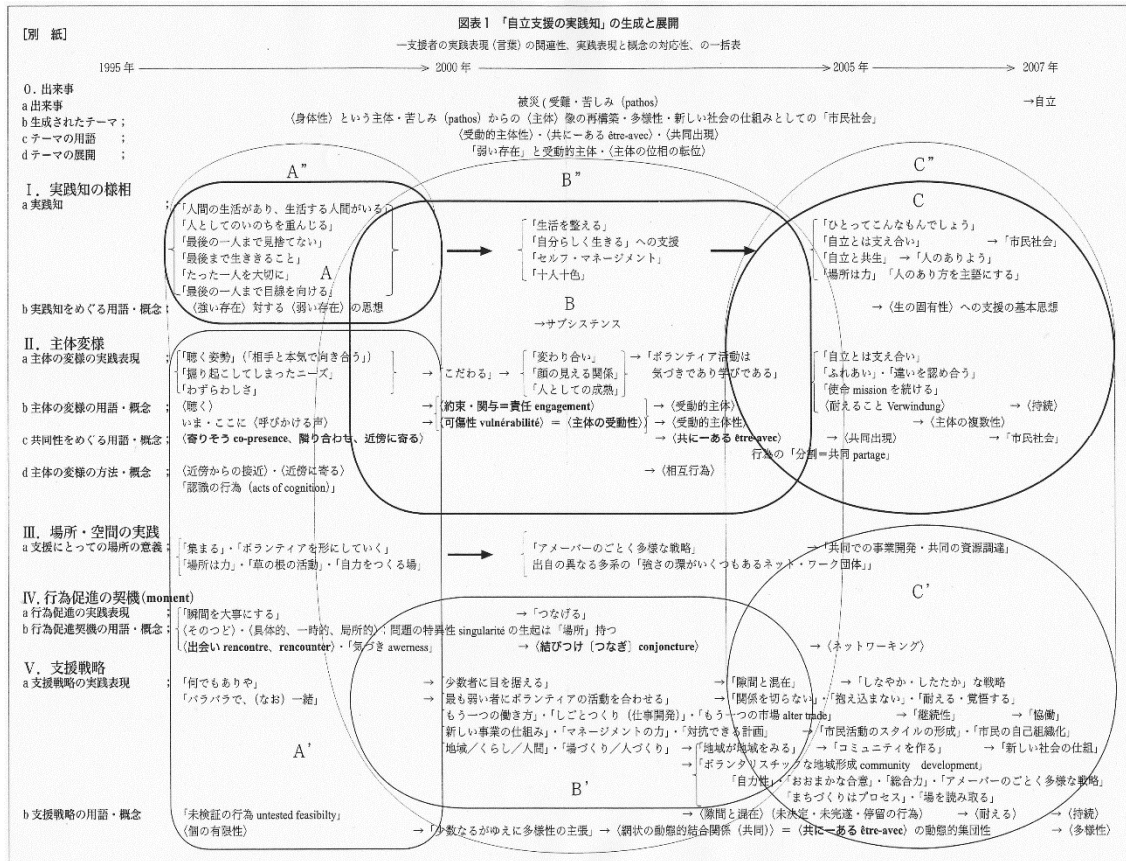 図表1 「自立支援の実践知」の生成と展開
[別 紙]
―支援者の実践表現（言葉）の関連性、実践表現と概念の対応性、の一括表
1995年 2000年 2005年 2007年
0. 出来事
a 出来事 被災（受難・苦しみ（pathos） →自立
b 生成されたテーマ； 〈身体性〉という主体・苦しみ（pathos）からの〈主体〉像の再構築・多様性・新しい社会の仕組みとしての「市民社会」
c テーマの用語 ； 〈受動的主体性〉・〈共に―ある être-avec〉・〈共同出現〉
d テーマの展開 ； 「弱い存在」と受動的主体・〈主体の位相の転位〉
A" B" C"
Ⅰ. 実践知の様相 C
a 実践知 ； 「人間の生活があり、生活する人間がいる」 「生活を整える」 「ひとってこんなもんでしょう」
「人としてのいのちを重んじる」 「自分らしく生きる」への支援 「自立とは支え合い」 →「市民社会」
「最後の一人まで見捨てない」 「セルフ・マネージメント」 「自立と共生」 →「人のありよう」
「最後まで生ききること」 「十人十色」 「場所は力」「人のあり方を主語にする」
「たった一人を大切に」 A
「最後の一人まで目線を向ける」
b 実践知をめぐる用語・概念； 〈強い存在〉対する〈弱い存在〉の思想 B →〈生の固有性〉への支援の基本思想
→サブシステンス
Ⅱ. 主体変様
a 主体の変様の実践表現 ； 「聴く姿勢」（「相手と本気で向き合う」） →「こだわる」→ 「変わり合い」 →「ボランティア活動は 「自立とは支え合い」
「掘り起こしてしまったニーズ」 「顔の見える関係」 気づきであり学びである」 「ふれあい」・「違いを認め合う」
「わずらわしさ」 「人としての成熟」 「使命 mission を続ける」
b 主体の変様の用語・概念 ； 〈聴く〉 →〈約束・関与＝責任 engagement〉 →〈受動的主体〉 〈耐えること Verwindung〉 →〈持続〉
いま・ここに〈呼びかける声〉 →〈可傷性 vulnérabilité〉＝〈主体の受動性〉 →〈受動性〉 →〈主体の複数性〉
c 共同性をめぐる用語・概念； 〈寄りそう co-presence、隣り合わせ、近傍に寄る〉 →〈共に―ある être-avec〉 →〈共同出現〉 →「市民社会」
行為の「分割＝共同 partage」
d 主体の変様の方法・概念 ； 〈近傍からの接近〉・〈近傍に寄る〉 →〈相互行為〉
「認識の行為（acts of cognition）」
Ⅲ. 場所・空間の実践
a 支援にとっての場所の意義； 「集まる」・「ボランティアを形にしていく」 「アメーバーのごとく多様な戦略」 →「共同での事業開発・共同の資源調達」
「場所は力」・「草の根の活動」・「自力をつくる場」 出自の異なる多系の「強さの環がいくつもあるネット・ワーク団体」」
Ⅳ. 行為促進の契機(moment) C'
a 行為促進の実践表現 ； 「瞬間を大事にする」 →「つなげる」
b 行為促進契機の用語・概念； 〈そのつど〉・〈具体的、一時的、局所的〉；問題の特異性 singularité の生起は「場所」持つ
〈出会い rencontre, rencounter〉・「気づき awerness」 →〈結びつけ〔つなぎ〕conjoncture〉 →〈ネットワーキング〉
Ⅴ. 支援戦略
a 支援戦略の実践表現 ； 「何でもありや」 →「少数者に目を据える」 →「隙間と混在」 →「しなやか・したたか」な戦略
「バラバラで、（なお）一緒」 →「最も弱い者にボランティアの活動を合わせる」 →「関係を切らない」・「抱え込まない」・「耐える・覚悟する」
「もう一つの働き方」・「しごとつくり（仕事開発）」・「もう一つの市場 alter trade」 →「継続性」 →「協働」
「新しい事業の仕組み」・「マネージメントの力」・「対抗できる計画」 →「市民活動のスタイルの形成」・「市民の自己組織化」
A' 「地域／くらし／人間」・「場づくり／人づくり」 →「地域が地域をみる」 →「コミュニティを作る」 →「新しい社会の仕組」
→「ボランタリスチックな地域形成 community development」
B' 「自力性」・「おおまかな合意」・「総合力」・「アメーバーのごとく多様な戦略」
「まちづくりはプロセス」・「場を読み取る」
b 支援戦略の用語・概念 ； 「未検証の行為 untested feasibilty」 →〈隙間と混在〉（未決定・未完遂・停留の行為） →〈耐える〉 →〈持続〉
〈個の有限性〉 →「少数なるがゆえに多様性の主張」 →〈網状の動態的結合関係（共同）〉＝〈共に―ある être-avec〉の動態的集団性 →〈多様性〉